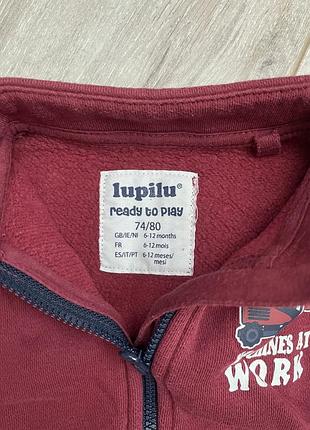 lupilu®
ready to play
74/80
GB/IE/NI 6-12 months
FR 6-12 mois
ES/IT/PT 6-12 meses/
mesi
AT
WORK